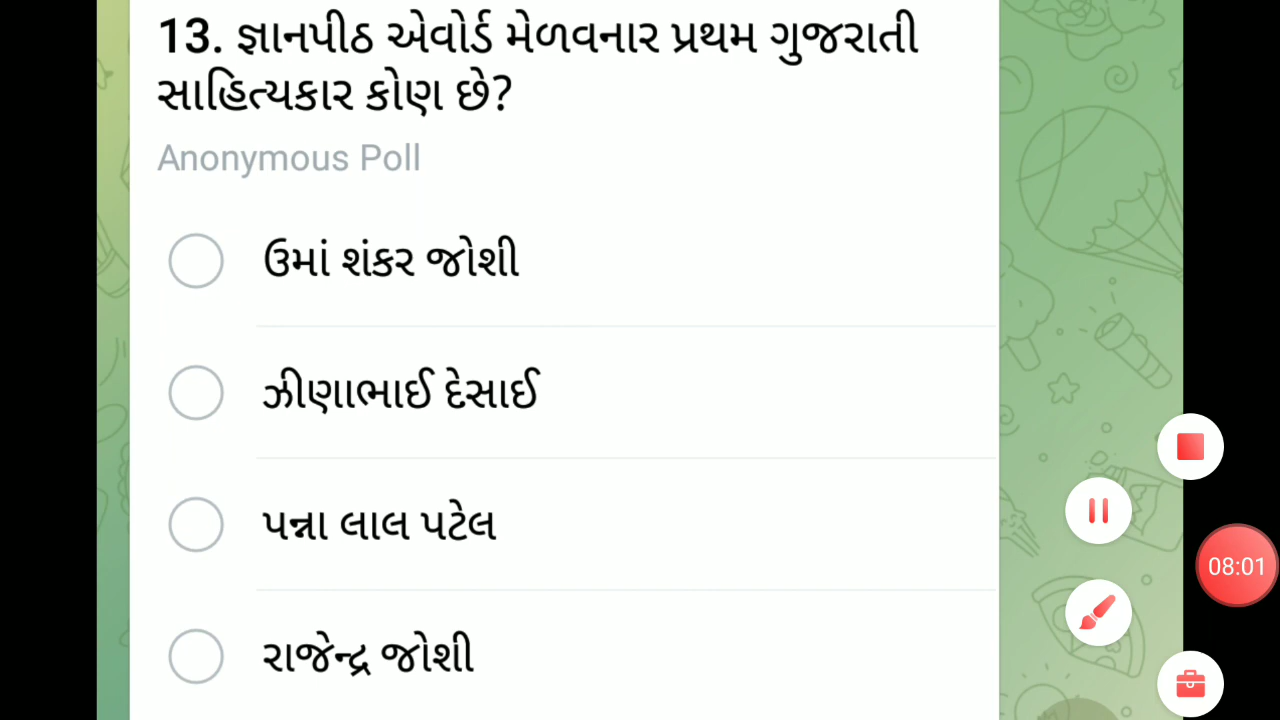 13. જ્ઞાનપીઠ એવોર્ડ મેળવનાર પ્રથમ ગુજરાતી
સાહિત્યકાર કોણ છે?
Anonymous Poll
ઉમાં શંકર જોશી
ઝીણાભાઈ દેસાઈ
પન્ના લાલ પટેલ
રાજેન્દ્ર જોશી
08:01